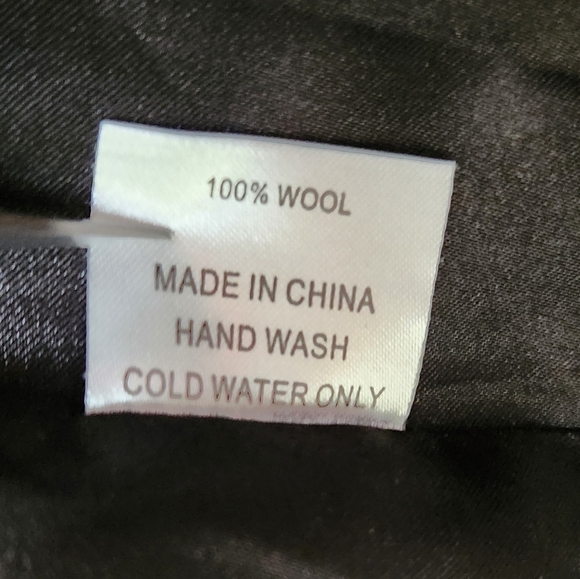 100% WOOL
MADE IN CHINA
HAND WASH
COLD WATER ONLY